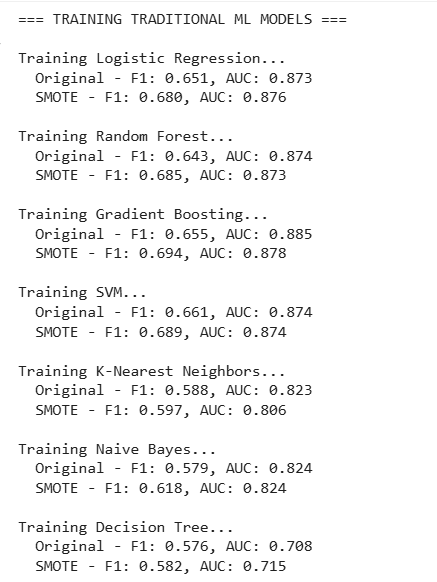 === TRAINING TRADITIONAL ML MODELS ===
Training Logistic Regression...
Original - F1: 0.651, AUC: 0.873
SMOTE - F1: 0.680, AUC: 0.876
Training Random Forest...
Original - F1: 0.643, AUC: 0.874
SMOTE - F1: 0.685, AUC: 0.873
Training Gradient Boosting...
Original - F1: 0.655, AUC: 0.885
SMOTE - F1: 0.694, AUC: 0.878
Training SVM...
Original - F1: 0.661, AUC: 0.874
SMOTE - F1: 0.689, AUC: 0.874
Training K-Nearest Neighbors...
Original - F1: 0.588, AUC: 0.823
SMOTE - F1: 0.597, AUC: 0.806
Training Naive Bayes...
Original - F1: 0.579, AUC: 0.824
SMOTE - F1: 0.618, AUC: 0.824
Training Decision Tree...
Original - F1: 0.576, AUC: 0.708
SMOTE - F1: 0.582, AUC: 0.715